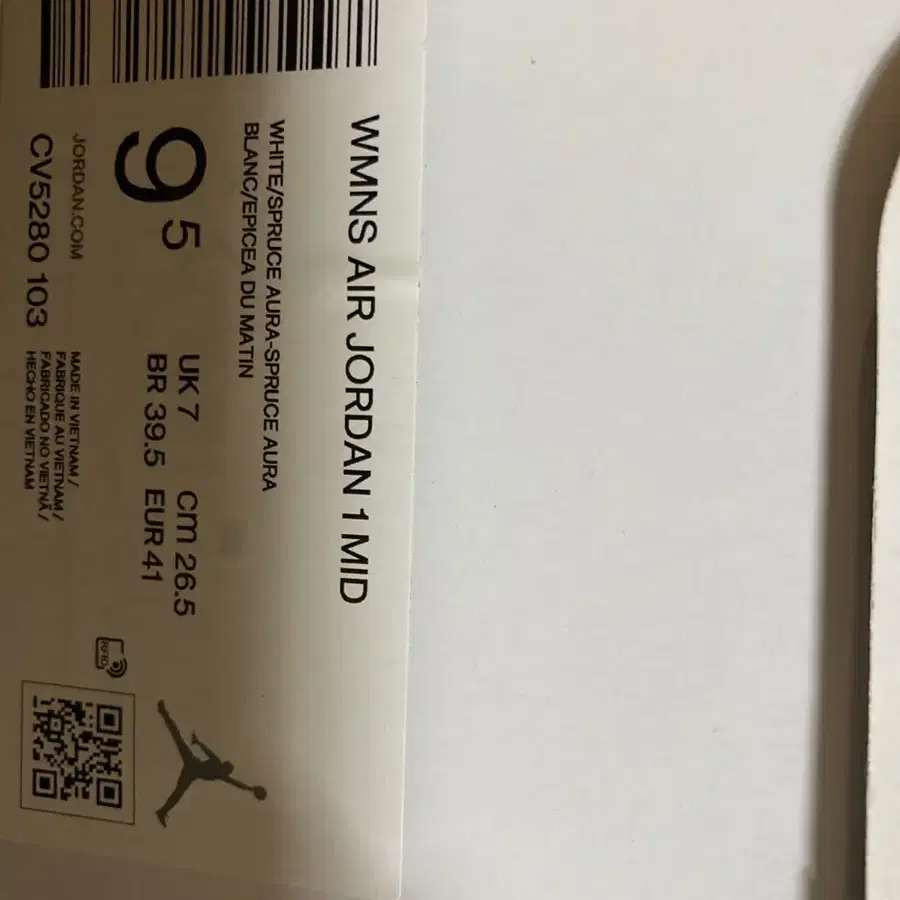 WMNS AIR JORDAN 1 MID
WHITE/SPRUCE AURA-SPRUCE AURA
BLANC/EPICEA DU MATIN
9 5
UK 7 cm 26.5
BR 39.5 EUR 41
JORDAN.COM
CV5280 103
MADE IN VIETNAM /
FABRIQUE AU VIETNAM /
FABRICADO NO VIETNÃ /
HECHO EN VIETNAM
RFID